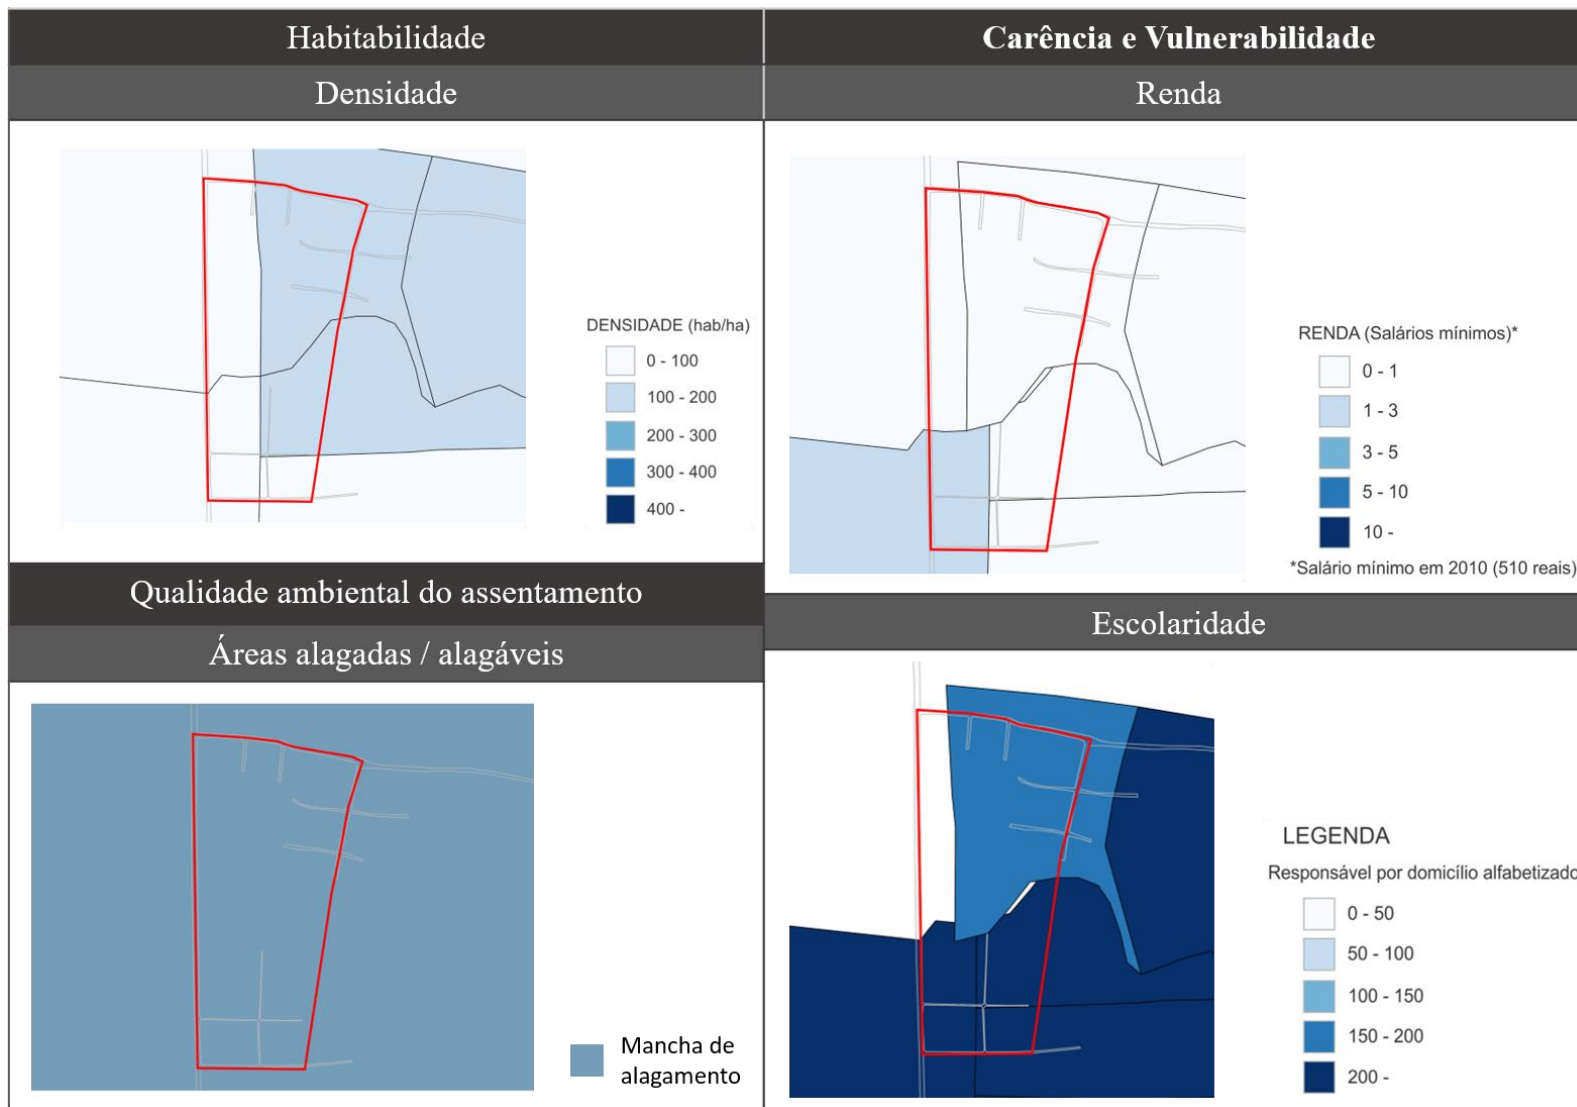 Habitabilidade
Densidade
DENSIDADE (hab/ha)
0 - 100
100 - 200
200 - 300
300 - 400
400 -
Qualidade ambiental do assentamento
Áreas alagadas / alagáveis
Mancha de
alagamento
Carência e Vulnerabilidade
Renda
RENDA (Salários mínimos)*
0 - 1
1 - 3
3 - 5
5 - 10
10 -
*Salário mínimo em 2010 (510 reais)
Escolaridade
LEGENDA
Responsável por domicílio alfabetizado
0 - 50
50 - 100
100 - 150
150 - 200
200 -